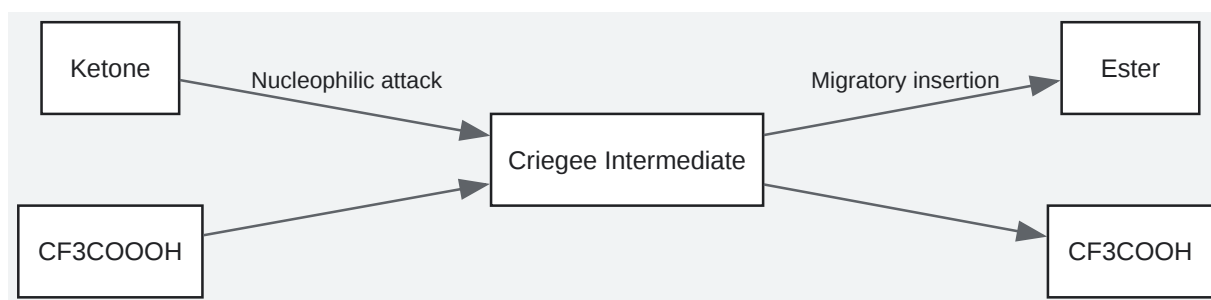 Ketone
Nucleophilic attack
Migratory insertion
Ester
Criegee Intermediate
CF3COOOH
CF3COOH